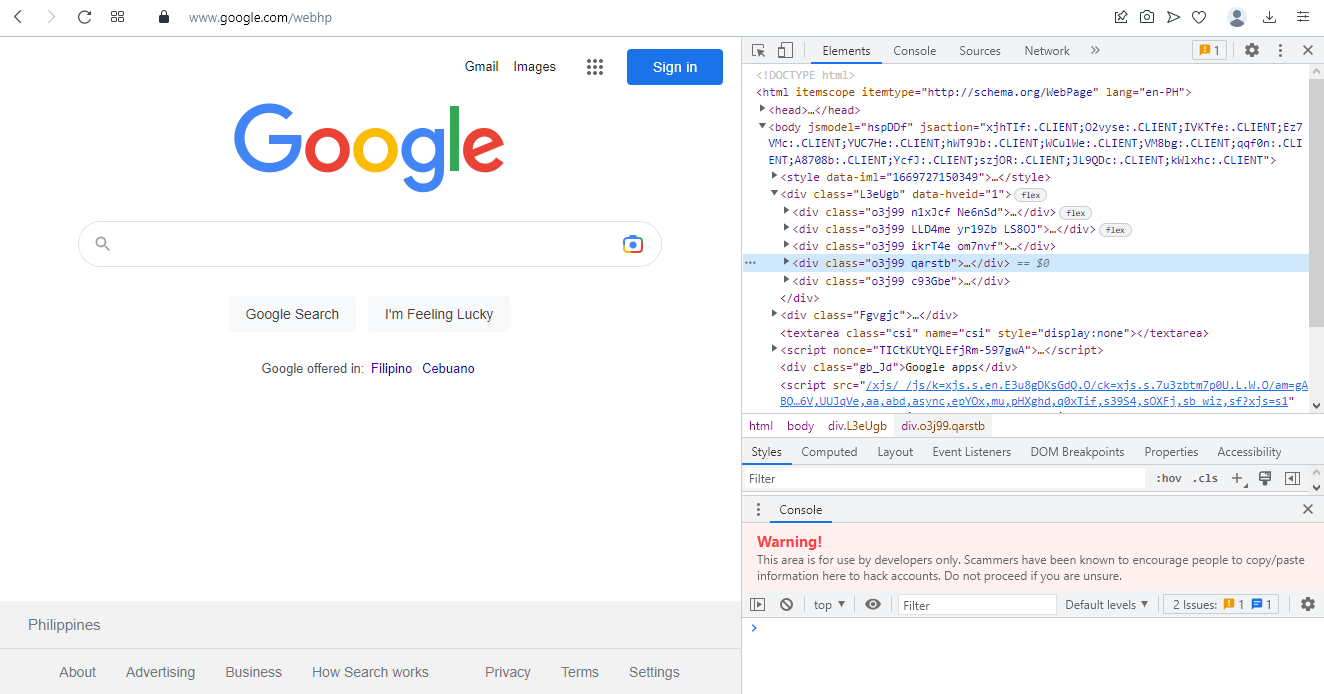 www.google.com/webhp
Gmail Images Sign in
Google
Google Search I'm Feeling Lucky
Google offered in: Filipino Cebuano
Philippines
About Advertising Business How Search works Privacy Terms Settings
Elements Console Sources Network » 1
<!DOCTYPE html>
<html itemscope itemtype="http://schema.org/WebPage" lang="en-PH">
<head>…</head>
<body jsmodel="hspDDf" jsaction="xjhTIf:.CLIENT;O2vyse:.CLIENT;IVKTfe:.CLIENT;Ez7
VMc:.CLIENT;YUC7He:.CLIENT;hWT9Jb:.CLIENT;WCulWe:.CLIENT;VM8bg:.CLIENT;qqf0n:.CLI
ENT;A8708b:.CLIENT;YcfJ:.CLIENT;szjOR:.CLIENT;JL9QDc:.CLIENT;kWlxhc:.CLIENT">
<style data-iml="1669727150349">…</style>
<div class="L3eUgb" data-hveid="1"> flex
<div class="o3j99 n1xJcf Ne6nSd">…</div> flex
<div class="o3j99 LLD4me yr19Zb LS8OJ">…</div> flex
<div class="o3j99 ikrT4e om7nvf">…</div>
… <div class="o3j99 qarstb">…</div> == $0
<div class="o3j99 c93Gbe">…</div>
</div>
<div class="Fgvgjc">…</div>
<textarea class="csi" name="csi" style="display:none"></textarea>
<script nonce="TICtKUtYQLEfjRm-597gwA">…</script>
<div class="gb_Jd">Google apps</div>
<script src="/xjs/_/js/k=xjs.s.en.E3u8gDKsGdQ.O/ck=xjs.s.7u3zbtm7p0U.L.W.O/am=gA
BQ…6V,UUJqVe,aa,abd,async,epYOx,mu,pHXghd,q0xTif,s39S4,sOXFj,sb_wiz,sf?xjs=s1"
html body div.L3eUgb div.o3j99.qarstb
Styles Computed Layout Event Listeners DOM Breakpoints Properties Accessibility
Filter :hov .cls +
Console
Warning!
This area is for use by developers only. Scammers have been known to encourage people to copy/paste
information here to hack accounts. Do not proceed if you are unsure.
top ▼ Filter Default levels ▼ 2 Issues: 1 1